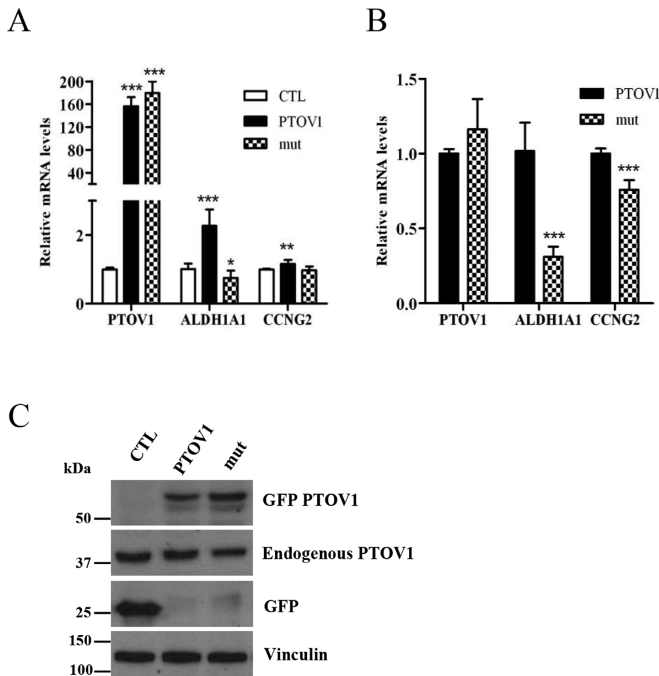 A
Relative mRNA levels
200
160
120
80
40
2
0
***
***
***
*
**
CTL
PTOV1
mut
PTOV1
ALDH1A1
CCNG2
B
Relative mRNA levels
1.5
1.0
0.5
0.0
***
***
PTOV1
mut
PTOV1
ALDH1A1
CCNG2
C
CTL
PTOV1
mut
kDa
GFP PTOV1
50
Endogenous PTOV1
37
GFP
25
150
Vinculin
100